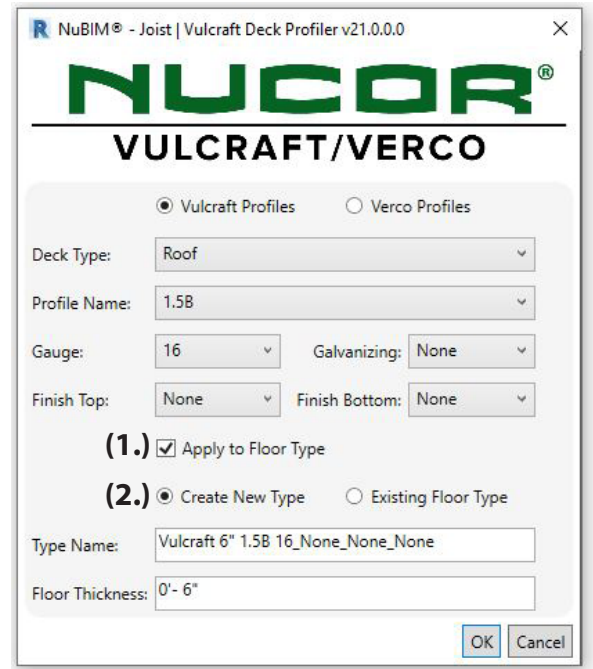 NuBIM® - Joist | Vulcraft Deck Profiler v21.0.0.0
NUCOR®
VULCRAFT/VERCO
Vulcraft Profiles Verco Profiles
Deck Type: Roof
Profile Name: 1.5B
Gauge: 16 Galvanizing: None
Finish Top: None Finish Bottom: None
(1.) Apply to Floor Type
(2.) Create New Type Existing Floor Type
Type Name: Vulcraft 6" 1.5B 16_None_None_None
Floor Thickness: 0'- 6"
OK Cancel